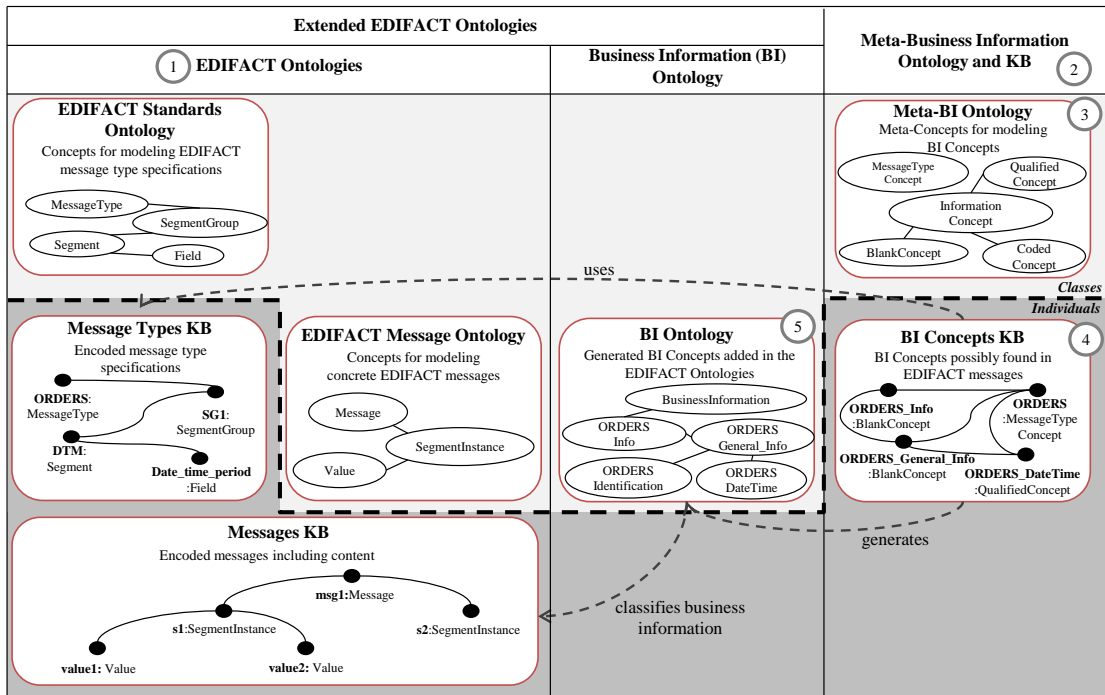 Extended EDIFACT Ontologies
Meta-Business Information
Ontology and KB
2
1
EDIFACT Ontologies
Business Information (BI)
Ontology
EDIFACT Standards
Ontology
Concepts for modeling EDIFACT
message type specifications
MessageType
SegmentGroup
Segment
Field
3
Meta-BI Ontology
Meta-Concepts for modeling
BI Concepts
MessageType
Concept
Qualified
Concept
Information
Concept
BlankConcept
Coded
Concept
uses
Classes
Individuals
Message Types KB
Encoded message type
specifications
ORDERS:
MessageType
SG1:
SegmentGroup
DTM:
Segment
Date_time_period
:Field
EDIFACT Message Ontology
Concepts for modeling
concrete EDIFACT messages
Message
SegmentInstance
Value
5
BI Ontology
Generated BI Concepts added in the
EDIFACT Ontologies
BusinessInformation
ORDERS
Info
ORDERS
General_Info
ORDERS
Identification
ORDERS
DateTime
4
BI Concepts KB
BI Concepts possibly found in
EDIFACT messages
ORDERS_Info
:BlankConcept
ORDERS
:MessageType
Concept
ORDERS_General_Info
:BlankConcept
ORDERS_DateTime
:QualifiedConcept
generates
Messages KB
Encoded messages including content
msg1:Message
s1:SegmentInstance
s2:SegmentInstance
value1: Value
value2: Value
classifies business
information